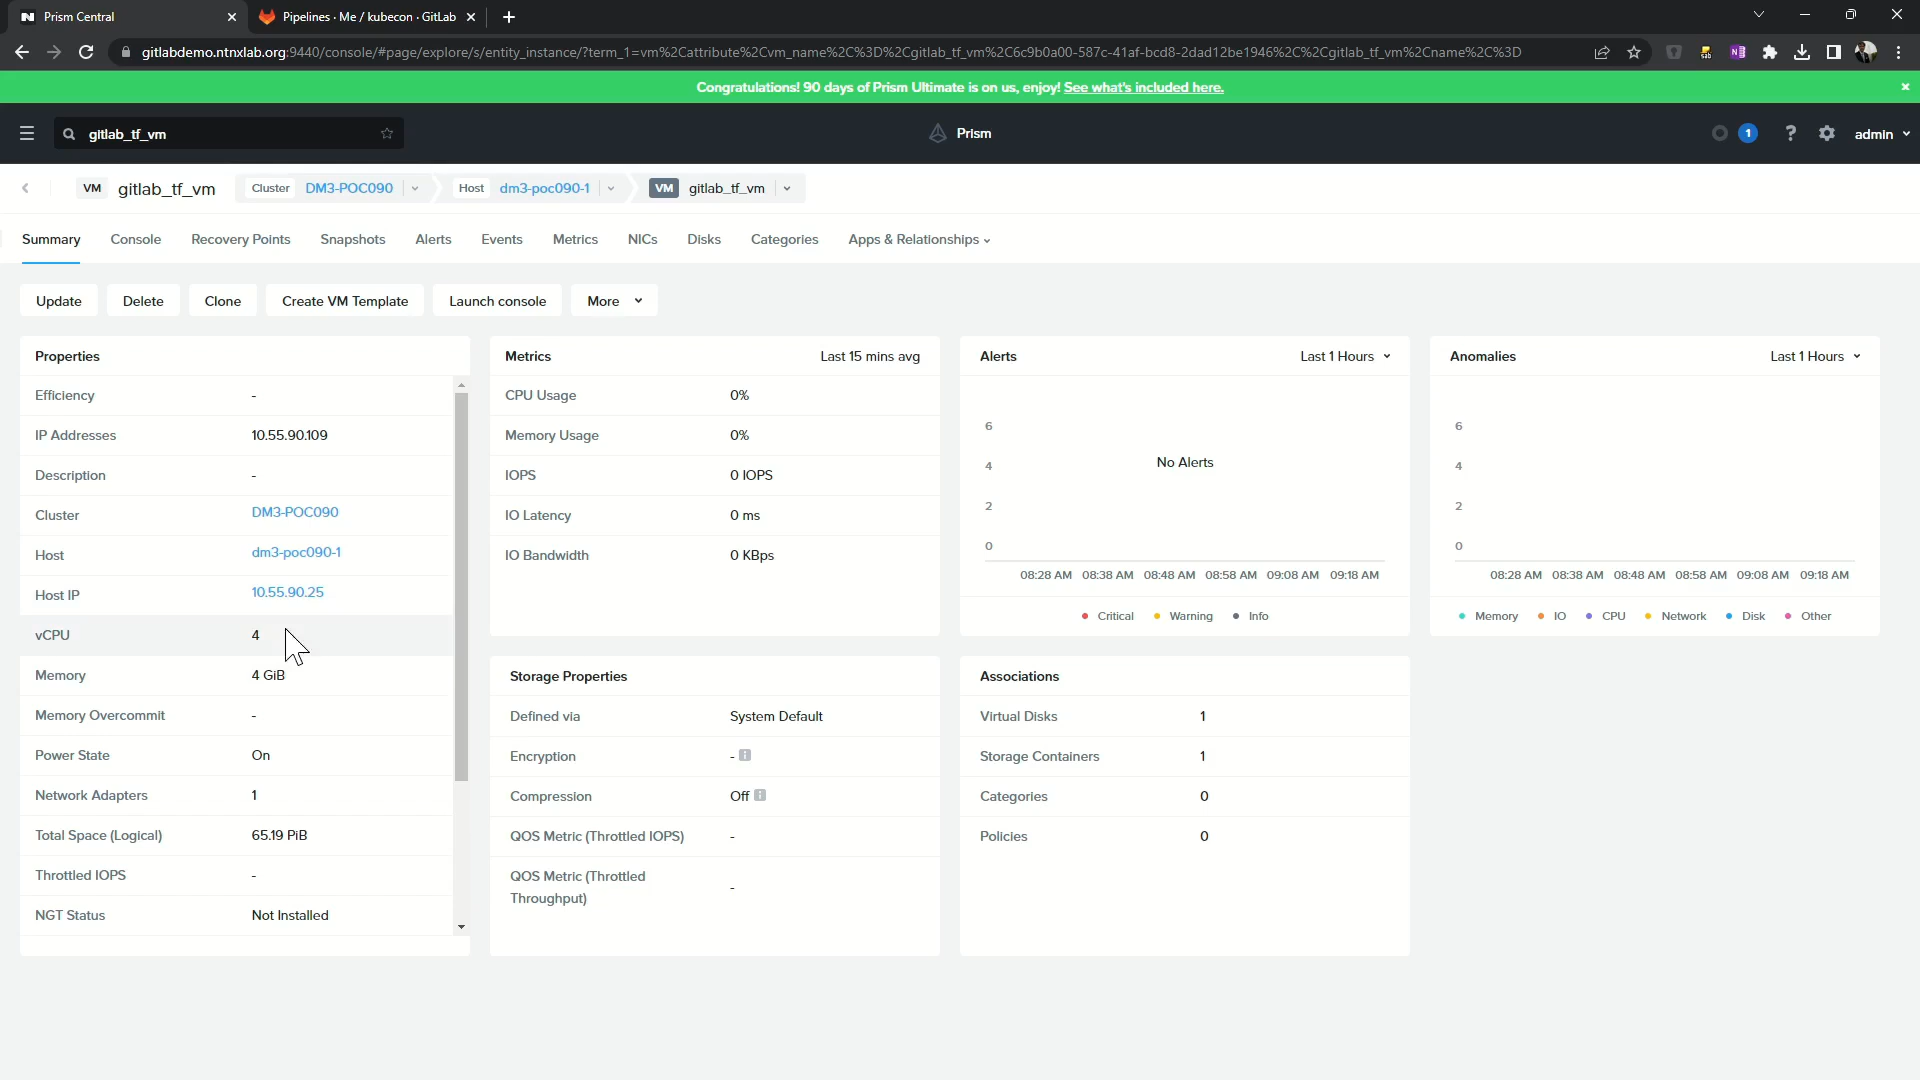 Prism Central
Pipelines · Me / kubecon · GitLab
gitlabdemo.ntnxlab.org:9440/console/#page/explore/s/entity_instance/?term_1=vm%2Cattribute%2Cvm_name%2C%3D%2Cgitlab_tf_vm%2C6c9b0a00-587c-41af-bcd8-2dad12be1946%2C%2Cgitlab_tf_vm%2Cname%2C%3D
Congratulations! 90 days of Prism Ultimate is on us, enjoy! See what's included here.
gitlab_tf_vm
Prism
1
?
admin
VM gitlab_tf_vm Cluster DM3-POC090 Host dm3-poc090-1 VM gitlab_tf_vm
Summary Console Recovery Points Snapshots Alerts Events Metrics NICs Disks Categories Apps & Relationships
Update Delete Clone Create VM Template Launch console More
Properties
Efficiency -
IP Addresses 10.55.90.109
Description -
Cluster DM3-POC090
Host dm3-poc090-1
Host IP 10.55.90.25
vCPU 4
Memory 4 GiB
Memory Overcommit -
Power State On
Network Adapters 1
Total Space (Logical) 65.19 PiB
Throttled IOPS -
NGT Status Not Installed
Metrics Last 15 mins avg
CPU Usage 0%
Memory Usage 0%
IOPS 0 IOPS
IO Latency 0 ms
IO Bandwidth 0 KBps
Alerts Last 1 Hours
6
4
2
0
No Alerts
08:28 AM 08:38 AM 08:48 AM 08:58 AM 09:08 AM 09:18 AM
Critical Warning Info
Anomalies Last 1 Hours
6
4
2
0
08:28 AM 08:38 AM 08:48 AM 08:58 AM 09:08 AM 09:18 AM
Memory IO CPU Network Disk Other
Storage Properties
Defined via System Default
Encryption -
Compression Off
QOS Metric (Throttled IOPS) -
QOS Metric (Throttled
Throughput) -
Associations
Virtual Disks 1
Storage Containers 1
Categories 0
Policies 0